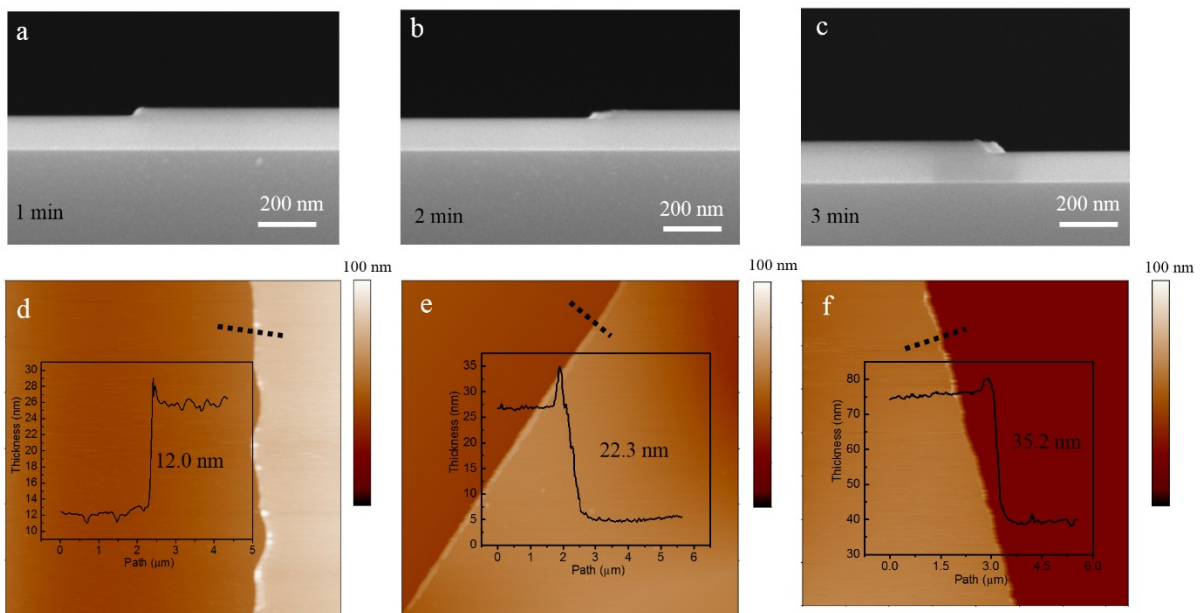 a
1 min
200 nm
b
2 min
200 nm
c
3 min
200 nm
100 nm
d
Thickness (nm)
30
28
26
24
22
20
18
16
14
12
10
12.0 nm
0 1 2 3 4 5
Path (μm)
100 nm
e
Thickness (nm)
35
30
25
20
15
10
5
0
22.3 nm
0 1 2 3 4 5 6
Path (μm)
100 nm
f
Thickness (nm)
80
70
60
50
40
30
35.2 nm
0.0 1.5 3.0 4.5 6.0
Path (μm)